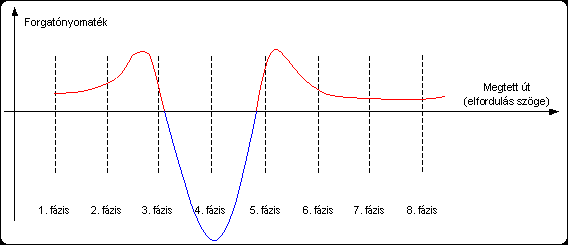 Forgatónyomaték
Megtett út
(elfordulás szöge)
1. fázis
2. fázis
3. fázis
4. fázis
5. fázis
6. fázis
7. fázis
8. fázis